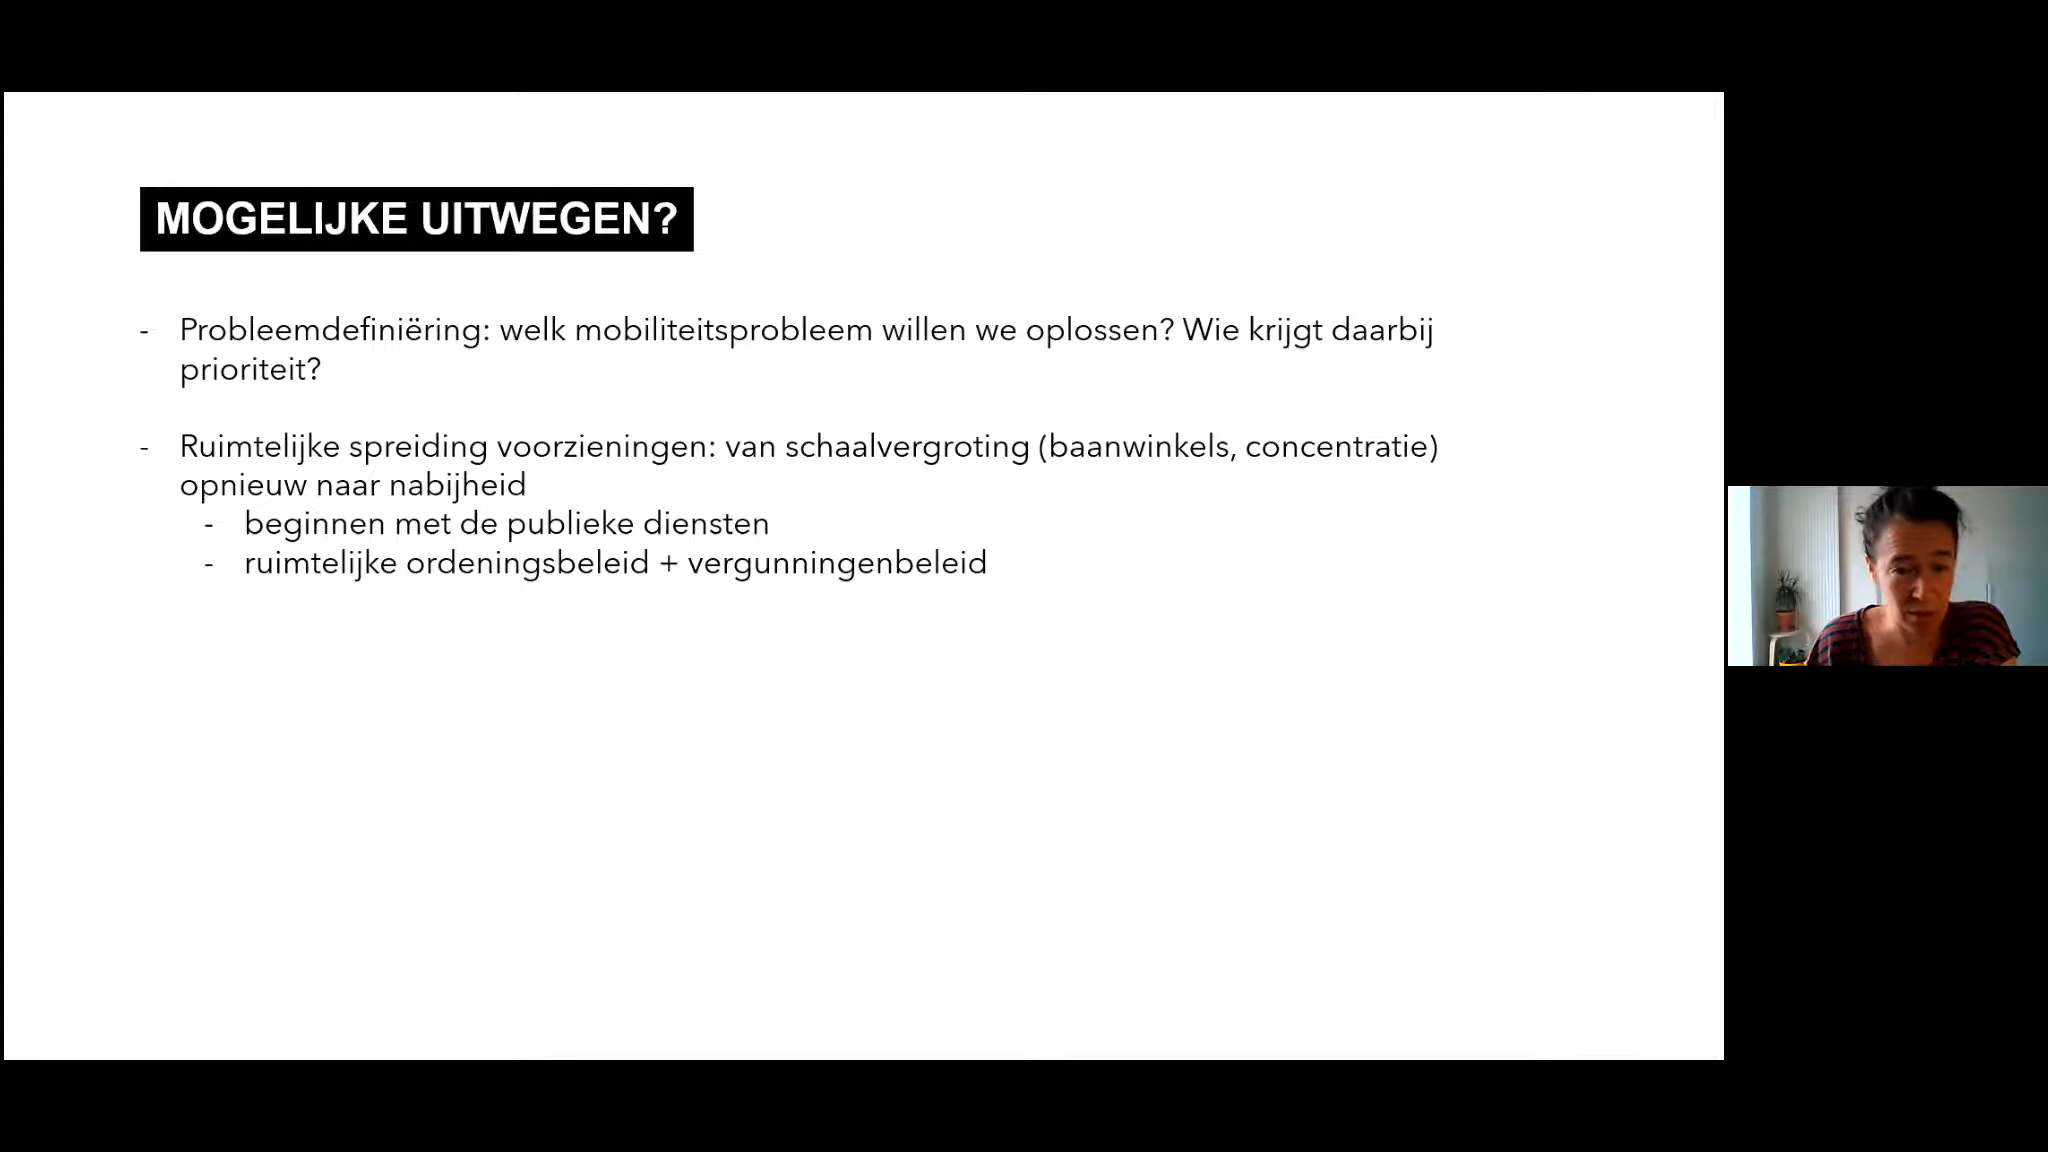 MOGELIJKE UITWEGEN?
- Probleemdefiniëring: welk mobiliteitsprobleem willen we oplossen? Wie krijgt daarbij
prioriteit?
- Ruimtelijke spreiding voorzieningen: van schaalvergroting (baanwinkels, concentratie)
opnieuw naar nabijheid
- beginnen met de publieke diensten
- ruimtelijke ordeningsbeleid + vergunningenbeleid